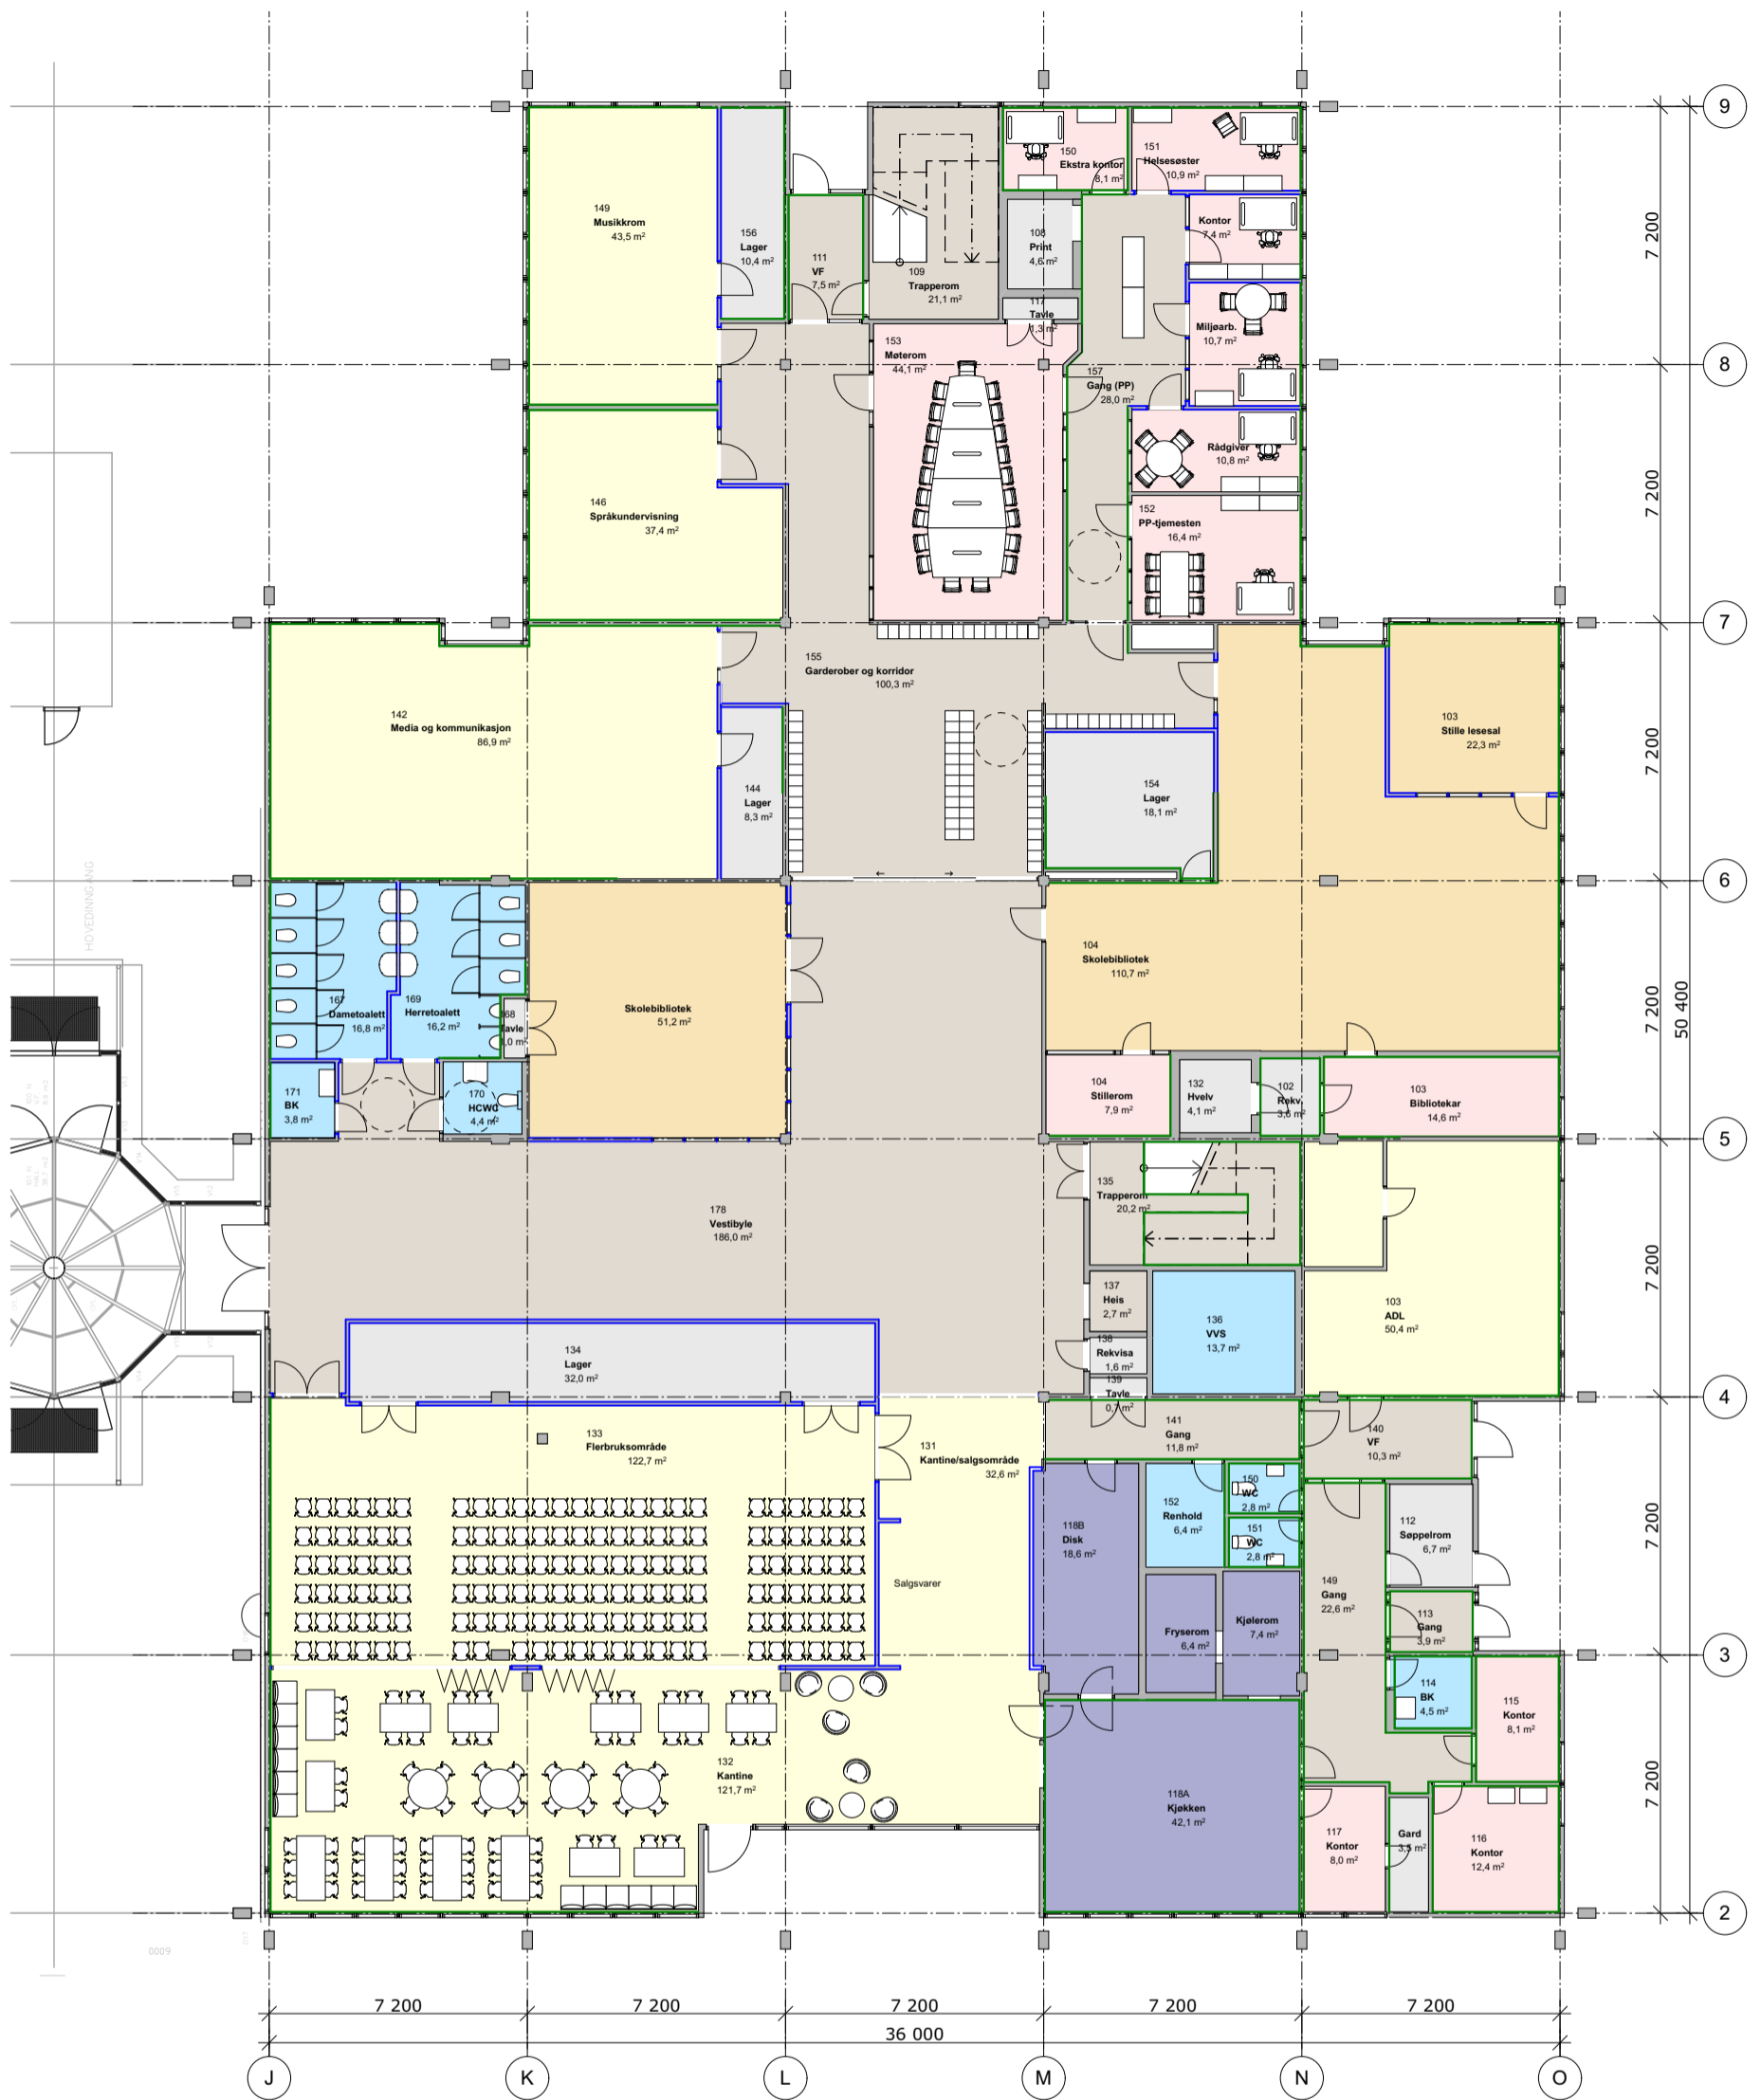 9
150
Ekstra kontor
8,1 m²
151
Helsesøster
10,9 m²
149
Musikkrom
43,5 m²
156
Lager
10,4 m²
111
VF
7,5 m²
109
Trapperom
21,1 m²
108
Print
4,6 m²
Kontor
7,4 m²
7 200
117
Tavle
1,3 m²
Miljøarb.
10,7 m²
153
Møterom
44,1 m²
8
157
Gang (PP)
28,0 m²
Rådgiver
10,8 m²
146
Språkundervisning
37,4 m²
152
PP-tjemesten
16,4 m²
7 200
7
155
Garderober og korridor
100,3 m²
142
Media og kommunikasjon
86,9 m²
103
Stille lesesal
22,3 m²
7 200
144
Lager
8,3 m²
154
Lager
18,1 m²
HOVEDINNGANG
6
104
Skolebibliotek
110,7 m²
167
Dametoalett
16,8 m²
169
Herretoalett
16,2 m²
168
Tavle
Skolebibliotek
51,2 m²
7 200
50 400
171
BK
3,8 m²
170
HCWC
4,4 m²
104
Stillerom
7,9 m²
132
Hvelv
4,1 m²
102
Rekv.
3,6 m²
103
Bibliotekar
14,6 m²
5
135
Trapperom
20,2 m²
178
Vestibyle
186,0 m²
7 200
137
Heis
2,7 m²
136
VVS
13,7 m²
103
ADL
50,4 m²
134
Lager
32,0 m²
138
Rekvisa
1,6 m²
139
Tavle
4
133
Flerbruksområde
122,7 m²
131
Kantine/salgsområde
32,6 m²
141
Gang
11,8 m²
140
VF
10,3 m²
118B
Disk
18,6 m²
152
Renhold
6,4 m²
150
WC
2,8 m²
151
WC
2,8 m²
112
Søppelrom
6,7 m²
7 200
Salgsvarer
149
Gang
22,6 m²
113
Gang
3,9 m²
Fryserom
6,4 m²
Kjølerom
7,4 m²
3
114
BK
4,5 m²
115
Kontor
8,1 m²
132
Kantine
121,7 m²
118A
Kjøkken
42,1 m²
7 200
117
Kontor
8,0 m²
Gard
3,5 m²
116
Kontor
12,4 m²
2
0009
7 200
7 200
7 200
7 200
7 200
36 000
J
K
L
M
N
O